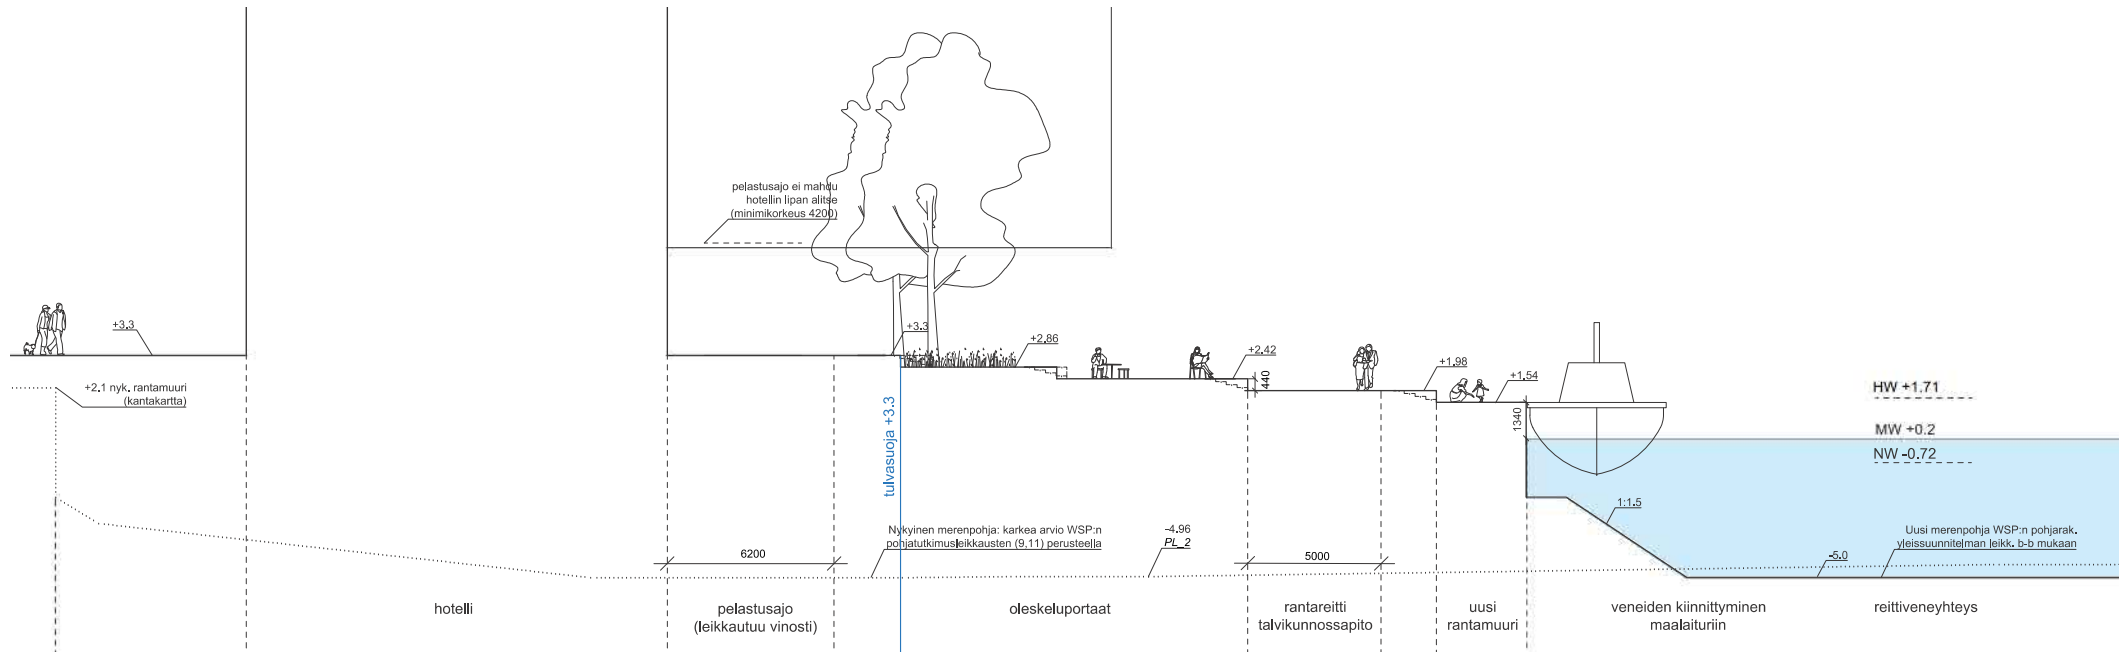 pelastusajo ei mahdu
hotellin lipan alitse
(minimikorkeus 4200)
+3.3
+3.3
+2.86
+2.42
440
+1.98
+1.54
1340
+2.1 nyk. rantamuuri
(kantakartta)
HW +1.71
MW +0.2
NW -0.72
tulvasuoja +3.3
1:1.5
Nykyinen merenpohja: karkea arvio WSP:n
pohjatutkimusleikkausten (9,11) perusteella
-4.96
PL_2
Uusi merenpohja WSP:n pohjarak.
yleissuunnitelman leikk. b-b mukaan
-5.0
6200
5000
hotelli
pelastusajo
(leikkautuu vinosti)
oleskeluportaat
rantareitti
talvikunnossapito
uusi
rantamuuri
veneiden kiinnittyminen
maalaituriin
reittiveneyhteys